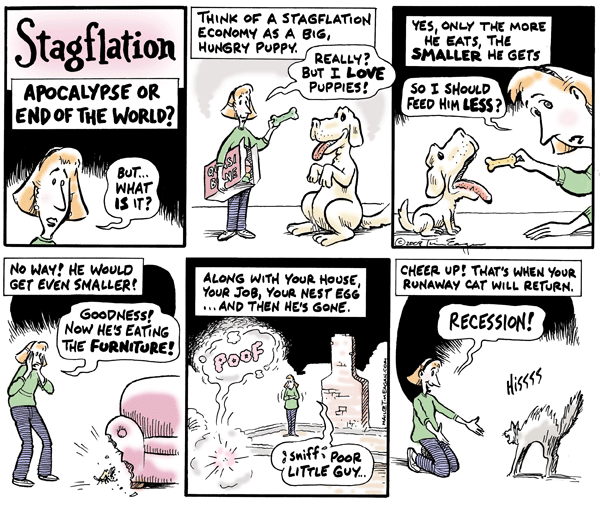 Stagflation
APOCALYPSE OR
END OF THE WORLD?
BUT...
WHAT
IS IT?
THINK OF A STAGFLATION
ECONOMY AS A BIG,
HUNGRY PUPPY.
REALLY?
BUT I LOVE
PUPPIES!
YES, ONLY THE MORE
HE EATS, THE
SMALLER HE GETS
SO I SHOULD
FEED HIM LESS?
©2008 Tim Eagan
NO WAY! HE WOULD
GET EVEN SMALLER!
GOODNESS!
NOW HE'S EATING
THE FURNITURE!
ALONG WITH YOUR HOUSE,
YOUR JOB, YOUR NEST EGG
...AND THEN HE'S GONE.
POOF
Sniff POOR
LITTLE GUY...
CHEER UP! THAT'S WHEN YOUR
RUNAWAY CAT WILL RETURN.
RECESSION!
HISSSS